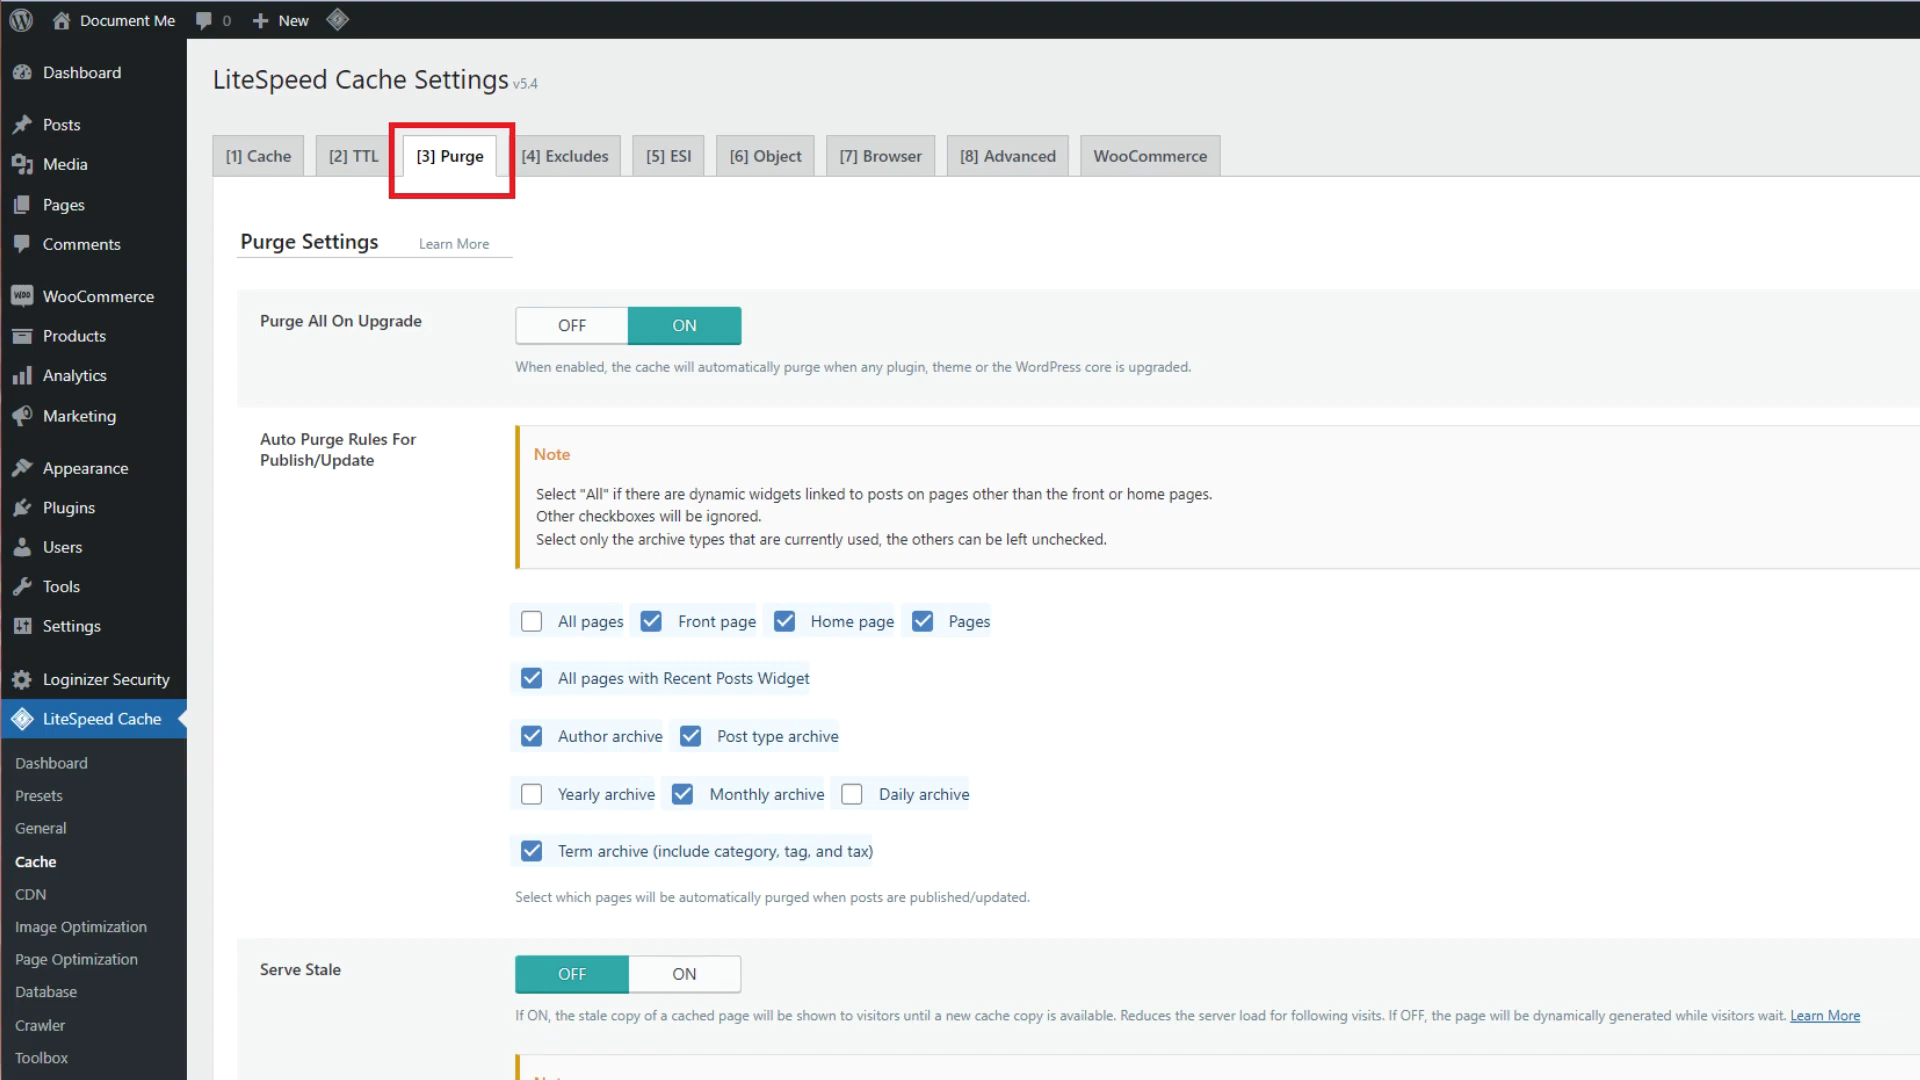 Document Me
0
New
Dashboard
Posts
Media
Pages
Comments
WOO
WooCommerce
Products
Analytics
Marketing
Appearance
Plugins
Users
Tools
Settings
Loginizer Security
LiteSpeed Cache
Dashboard
Presets
General
Cache
CDN
Image Optimization
Page Optimization
Database
Crawler
Toolbox
LiteSpeed Cache Settings v5.4
[1] Cache
[2] TTL
[3] Purge
[4] Excludes
[5] ESI
[6] Object
[7] Browser
[8] Advanced
WooCommerce
Purge Settings
Learn More
Purge All On Upgrade
OFF
ON
When enabled, the cache will automatically purge when any plugin, theme or the WordPress core is upgraded.
Auto Purge Rules For
Publish/Update
Note
Select "All" if there are dynamic widgets linked to posts on pages other than the front or home pages.
Other checkboxes will be ignored.
Select only the archive types that are currently used, the others can be left unchecked.
All pages
Front page
Home page
Pages
All pages with Recent Posts Widget
Author archive
Post type archive
Yearly archive
Monthly archive
Daily archive
Term archive (include category, tag, and tax)
Select which pages will be automatically purged when posts are published/updated.
Serve Stale
OFF
ON
If ON, the stale copy of a cached page will be shown to visitors until a new cache copy is available. Reduces the server load for following visits. If OFF, the page will be dynamically generated while visitors wait. Learn More